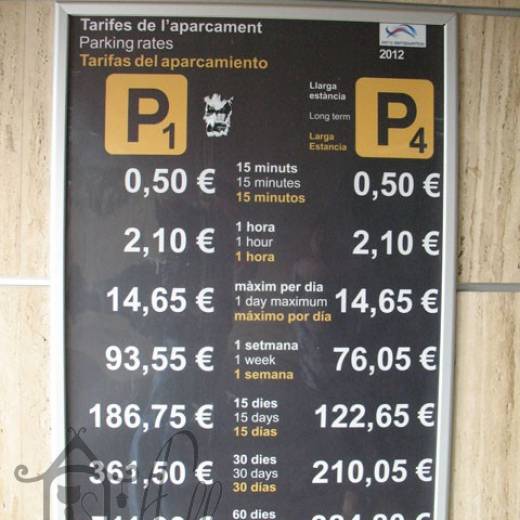 Tarifes de l'aparcament
Parking rates
Tarifas del aparcamiento
2012
P1
Llarga
estància
Long term
Larga
Estancia
P4
0,50 € 15 minuts 0,50 €
15 minutes
15 minutos
2,10 € 1 hora 2,10 €
1 hour
1 hora
14,65 € màxim per dia 14,65 €
1 day maximum
máximo por día
93,55 € 1 setmana 76,05 €
1 week
1 semana
186,75 € 15 dies 122,65 €
15 days
15 días
361,50 € 30 dies 210,05 €
30 days
30 días
60 dies